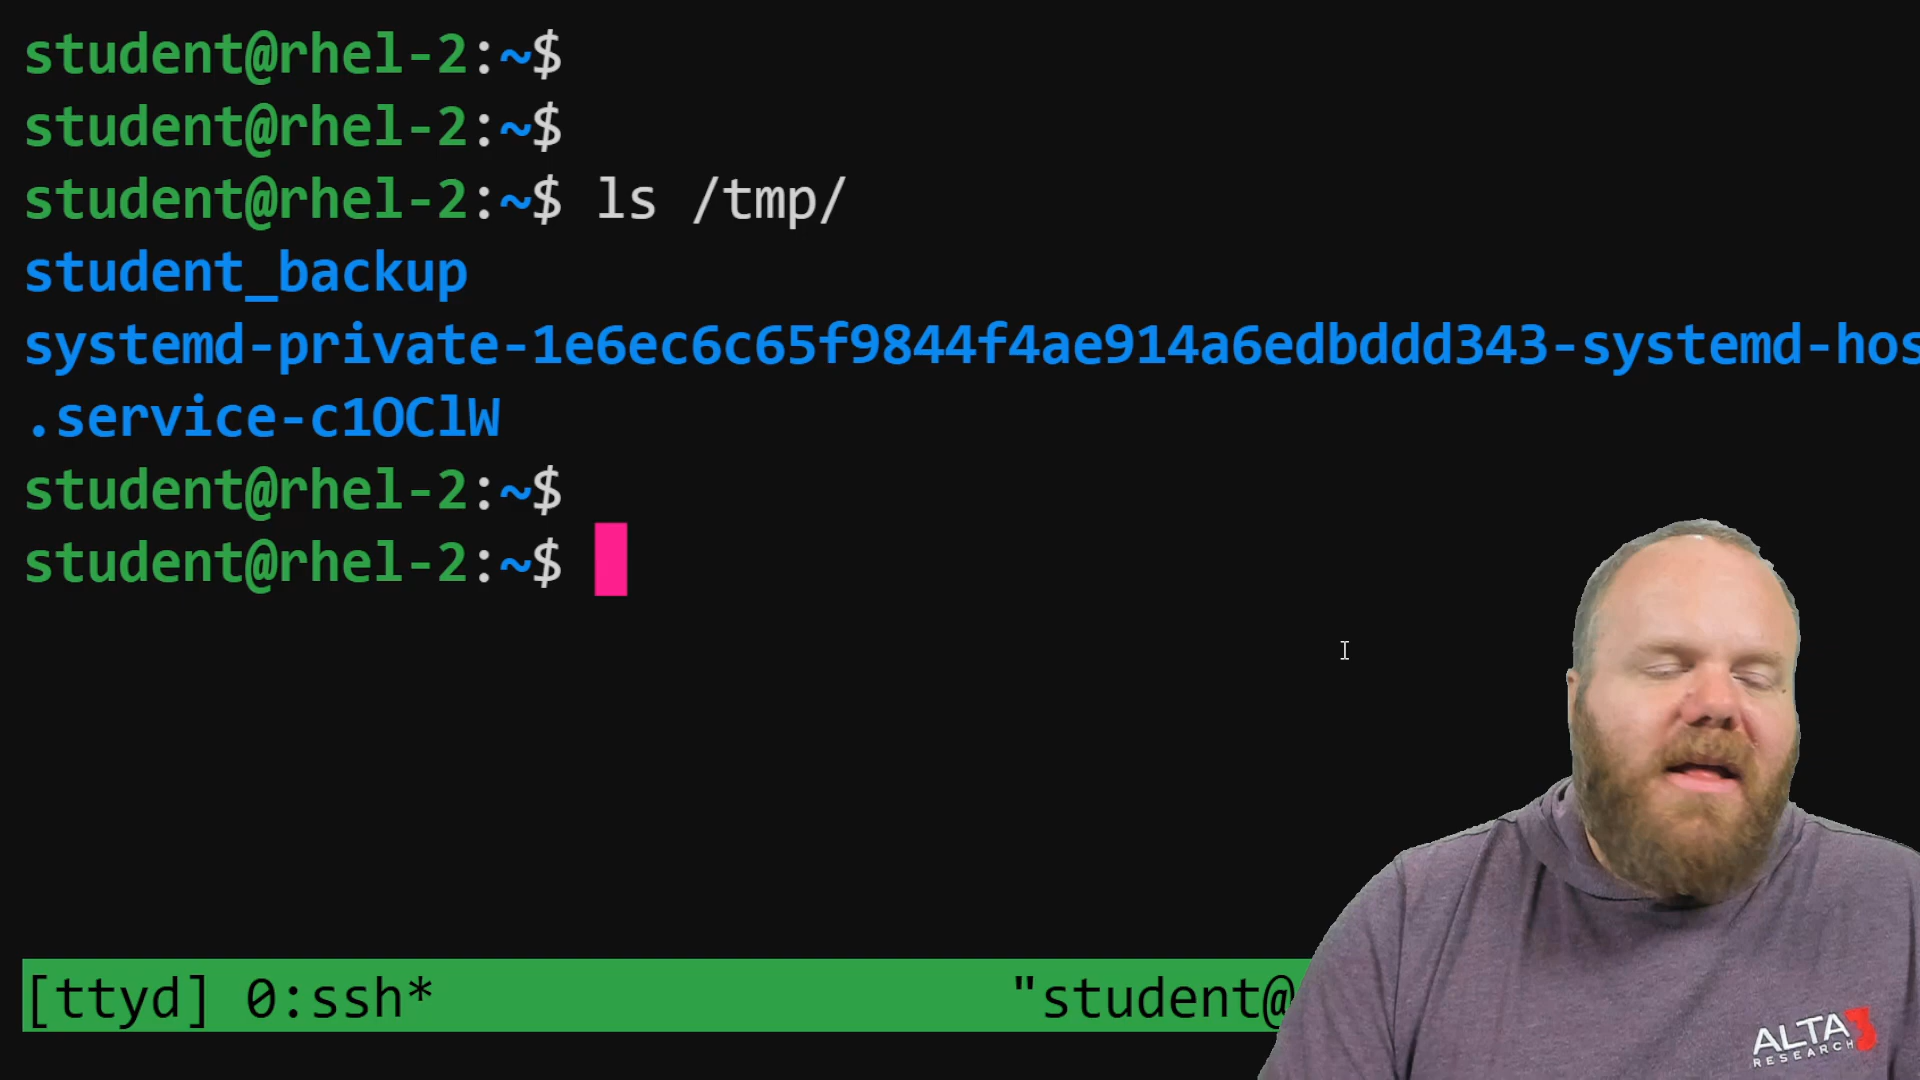 student@rhel-2:~$
student@rhel-2:~$
student@rhel-2:~$ ls /tmp/
student_backup
systemd-private-1e6ec6c65f9844f4ae914a6edbddd343-systemd-hos
.service-c1OClW
student@rhel-2:~$
student@rhel-2:~$
[ttyd] 0:ssh* "student@
ALTA3
RESEARCH